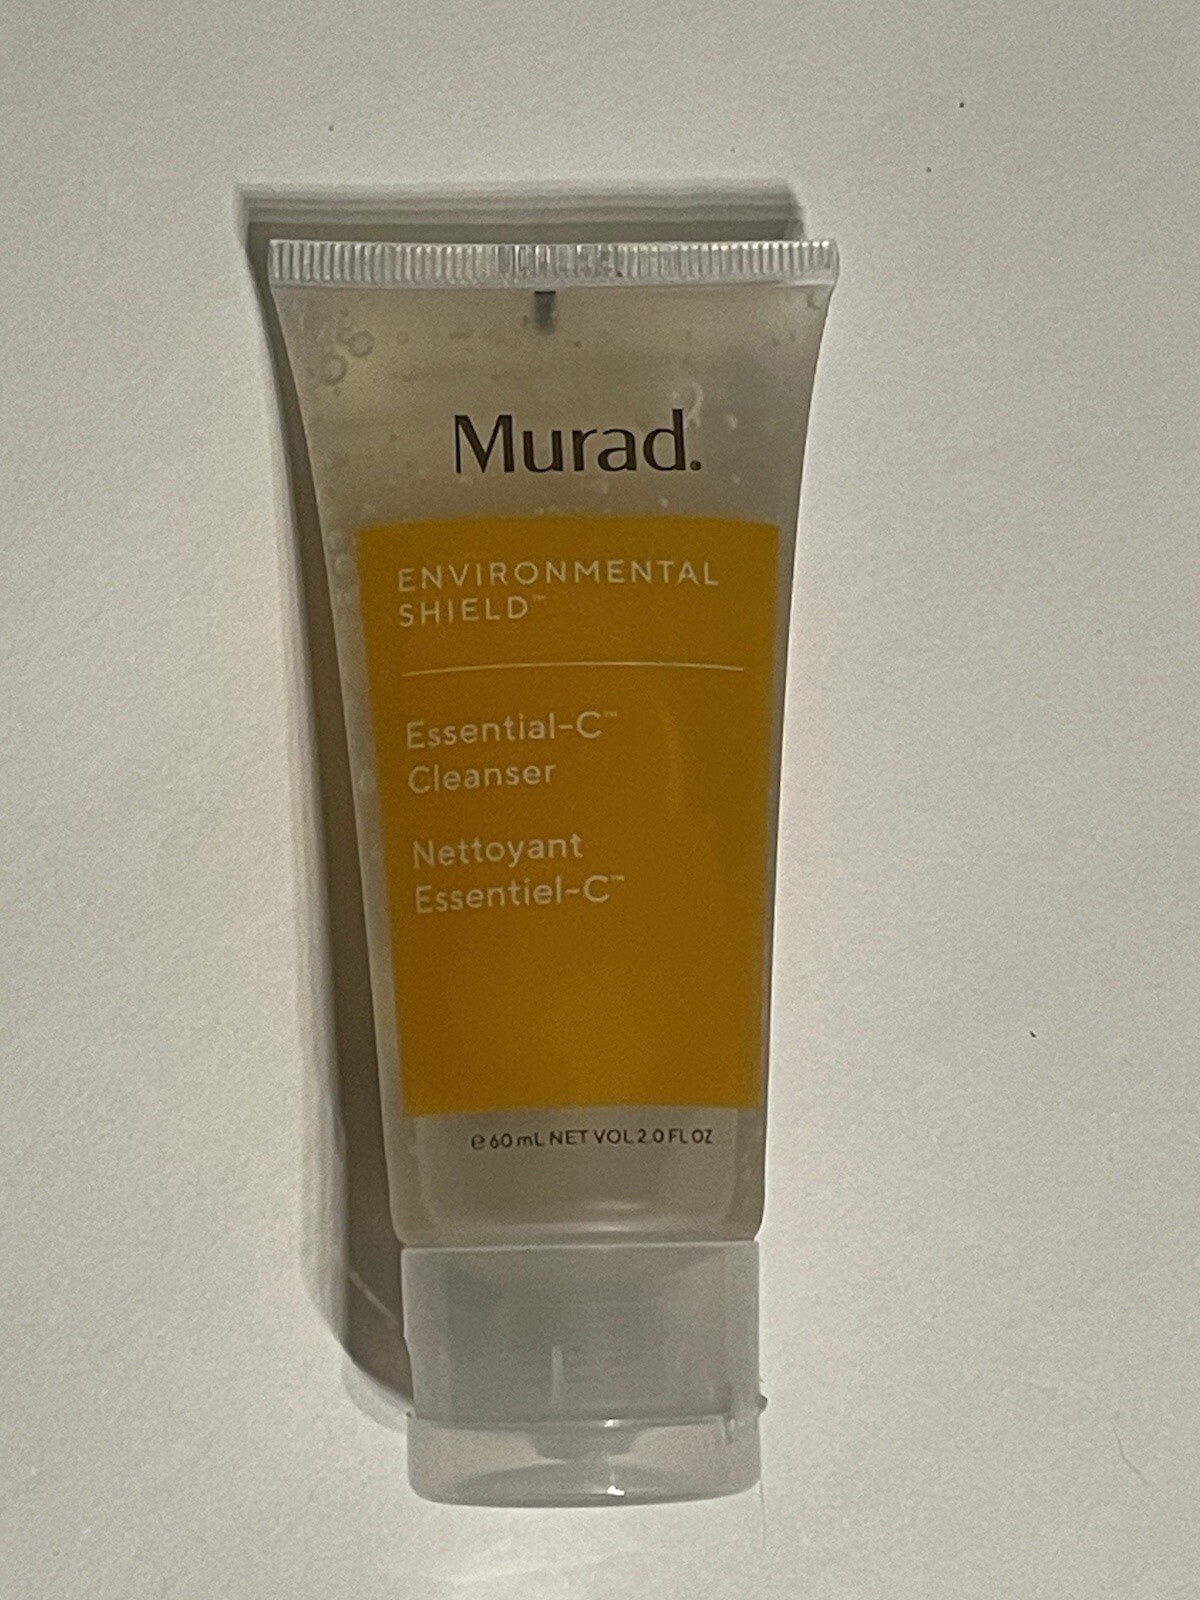 Murad.
ENVIRONMENTAL
SHIELD™
Essential-C™
Cleanser
Nettoyant
Essentiel-C™
℮ 60 mL NET VOL 2.0 FL OZ